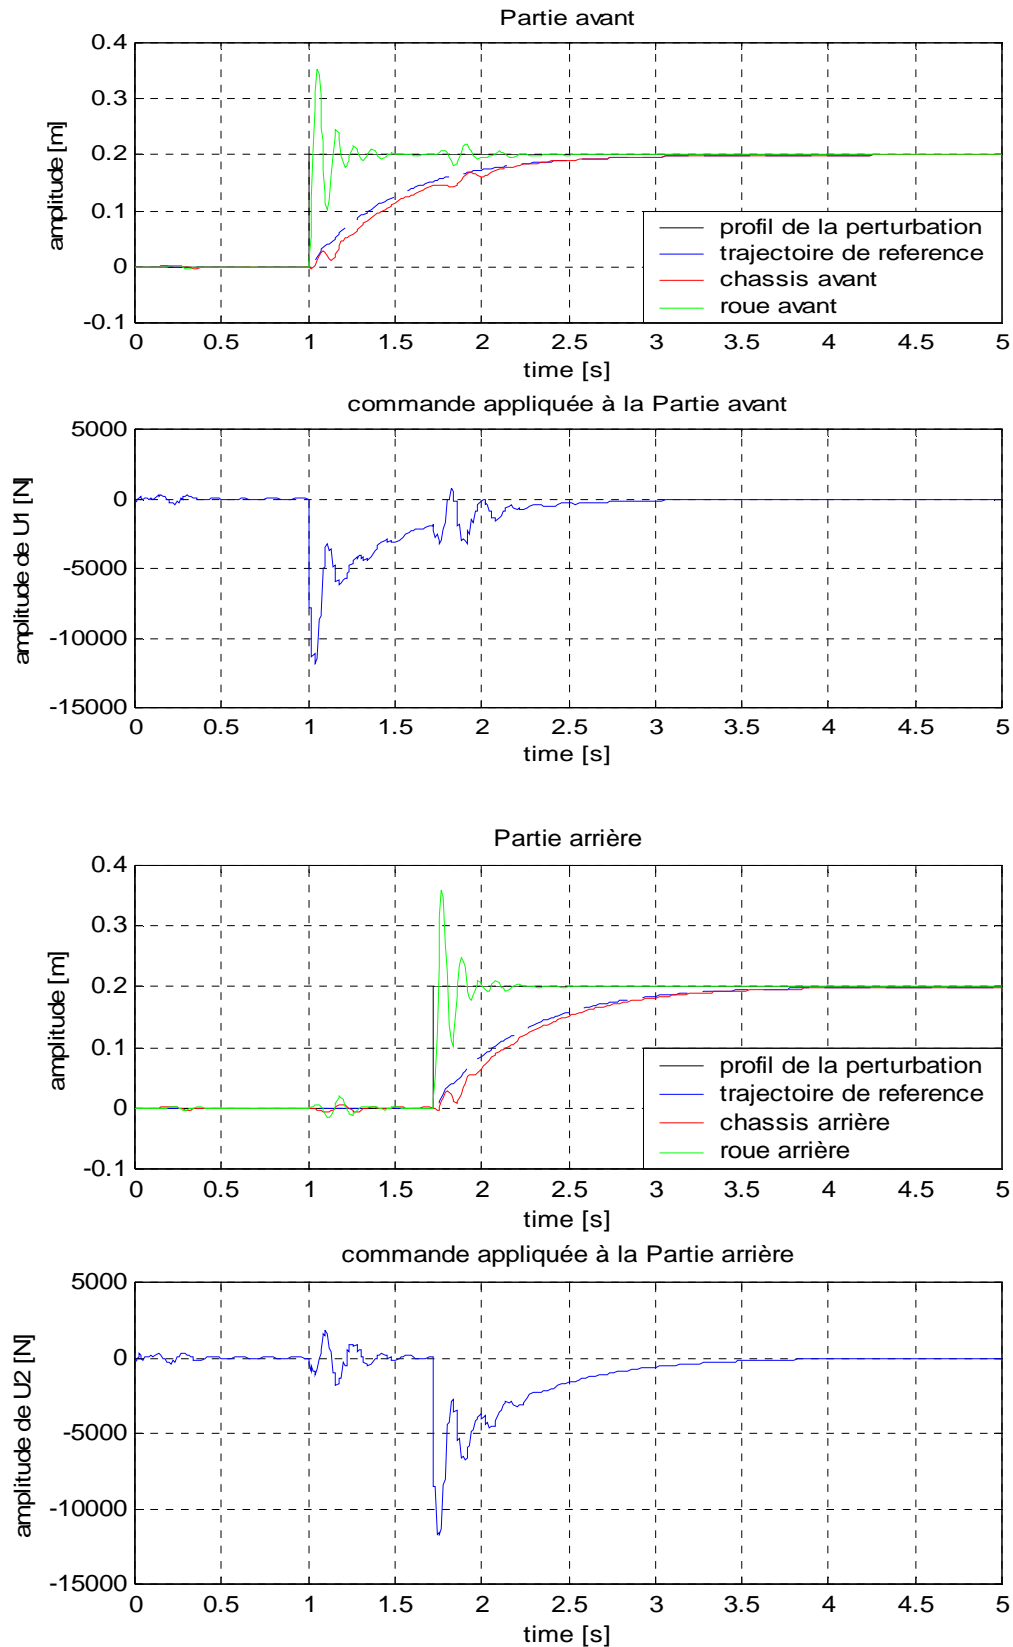 Partie avant
0.4
0.3
0.2
0.1
0
-0.1
amplitude [m]
profil de la perturbation
trajectoire de reference
chassis avant
roue avant
0 0.5 1 1.5 2 2.5 3 3.5 4 4.5 5
time [s]
commande appliquée à la Partie avant
5000
0
-5000
-10000
-15000
amplitude de U1 [N]
0 0.5 1 1.5 2 2.5 3 3.5 4 4.5 5
time [s]
Partie arrière
0.4
0.3
0.2
0.1
0
-0.1
amplitude [m]
profil de la perturbation
trajectoire de reference
chassis arrière
roue arrière
0 0.5 1 1.5 2 2.5 3 3.5 4 4.5 5
time [s]
commande appliquée à la Partie arrière
5000
0
-5000
-10000
-15000
amplitude de U2 [N]
0 0.5 1 1.5 2 2.5 3 3.5 4 4.5 5
time [s]